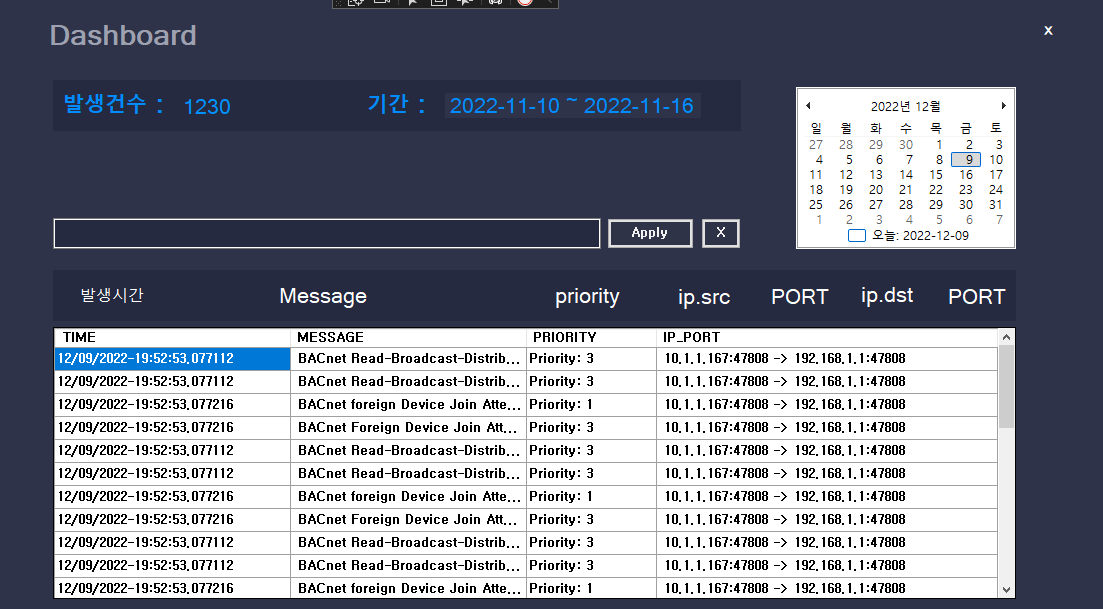 Dashboard
x
발생건수 : 1230 기간 : 2022-11-10 ~ 2022-11-16
2022년 12월
일 월 화 수 목 금 토
27 28 29 30 1 2 3
4 5 6 7 8 9 10
11 12 13 14 15 16 17
18 19 20 21 22 23 24
25 26 27 28 29 30 31
1 2 3 4 5 6 7
오늘: 2022-12-09
Apply X
발생시간 Message priority ip.src PORT ip.dst PORT
TIME MESSAGE PRIORITY IP_PORT
12/09/2022-19:52:53.077112 BACnet Read-Broadcast-Distrib... Priority: 3 10.1.1.167:47808 -> 192.168.1.1:47808
12/09/2022-19:52:53.077112 BACnet Read-Broadcast-Distrib... Priority: 3 10.1.1.167:47808 -> 192.168.1.1:47808
12/09/2022-19:52:53.077216 BACnet foreign Device Join Atte... Priority: 1 10.1.1.167:47808 -> 192.168.1.1:47808
12/09/2022-19:52:53.077216 BACnet Foreign Device Join Att... Priority: 3 10.1.1.167:47808 -> 192.168.1.1:47808
12/09/2022-19:52:53.077112 BACnet Read-Broadcast-Distrib... Priority: 3 10.1.1.167:47808 -> 192.168.1.1:47808
12/09/2022-19:52:53.077112 BACnet Read-Broadcast-Distrib... Priority: 3 10.1.1.167:47808 -> 192.168.1.1:47808
12/09/2022-19:52:53.077216 BACnet foreign Device Join Atte... Priority: 1 10.1.1.167:47808 -> 192.168.1.1:47808
12/09/2022-19:52:53.077216 BACnet Foreign Device Join Att... Priority: 3 10.1.1.167:47808 -> 192.168.1.1:47808
12/09/2022-19:52:53.077112 BACnet Read-Broadcast-Distrib... Priority: 3 10.1.1.167:47808 -> 192.168.1.1:47808
12/09/2022-19:52:53.077112 BACnet Read-Broadcast-Distrib... Priority: 3 10.1.1.167:47808 -> 192.168.1.1:47808
12/09/2022-19:52:53.077216 BACnet foreign Device Join Atte... Priority: 1 10.1.1.167:47808 -> 192.168.1.1:47808